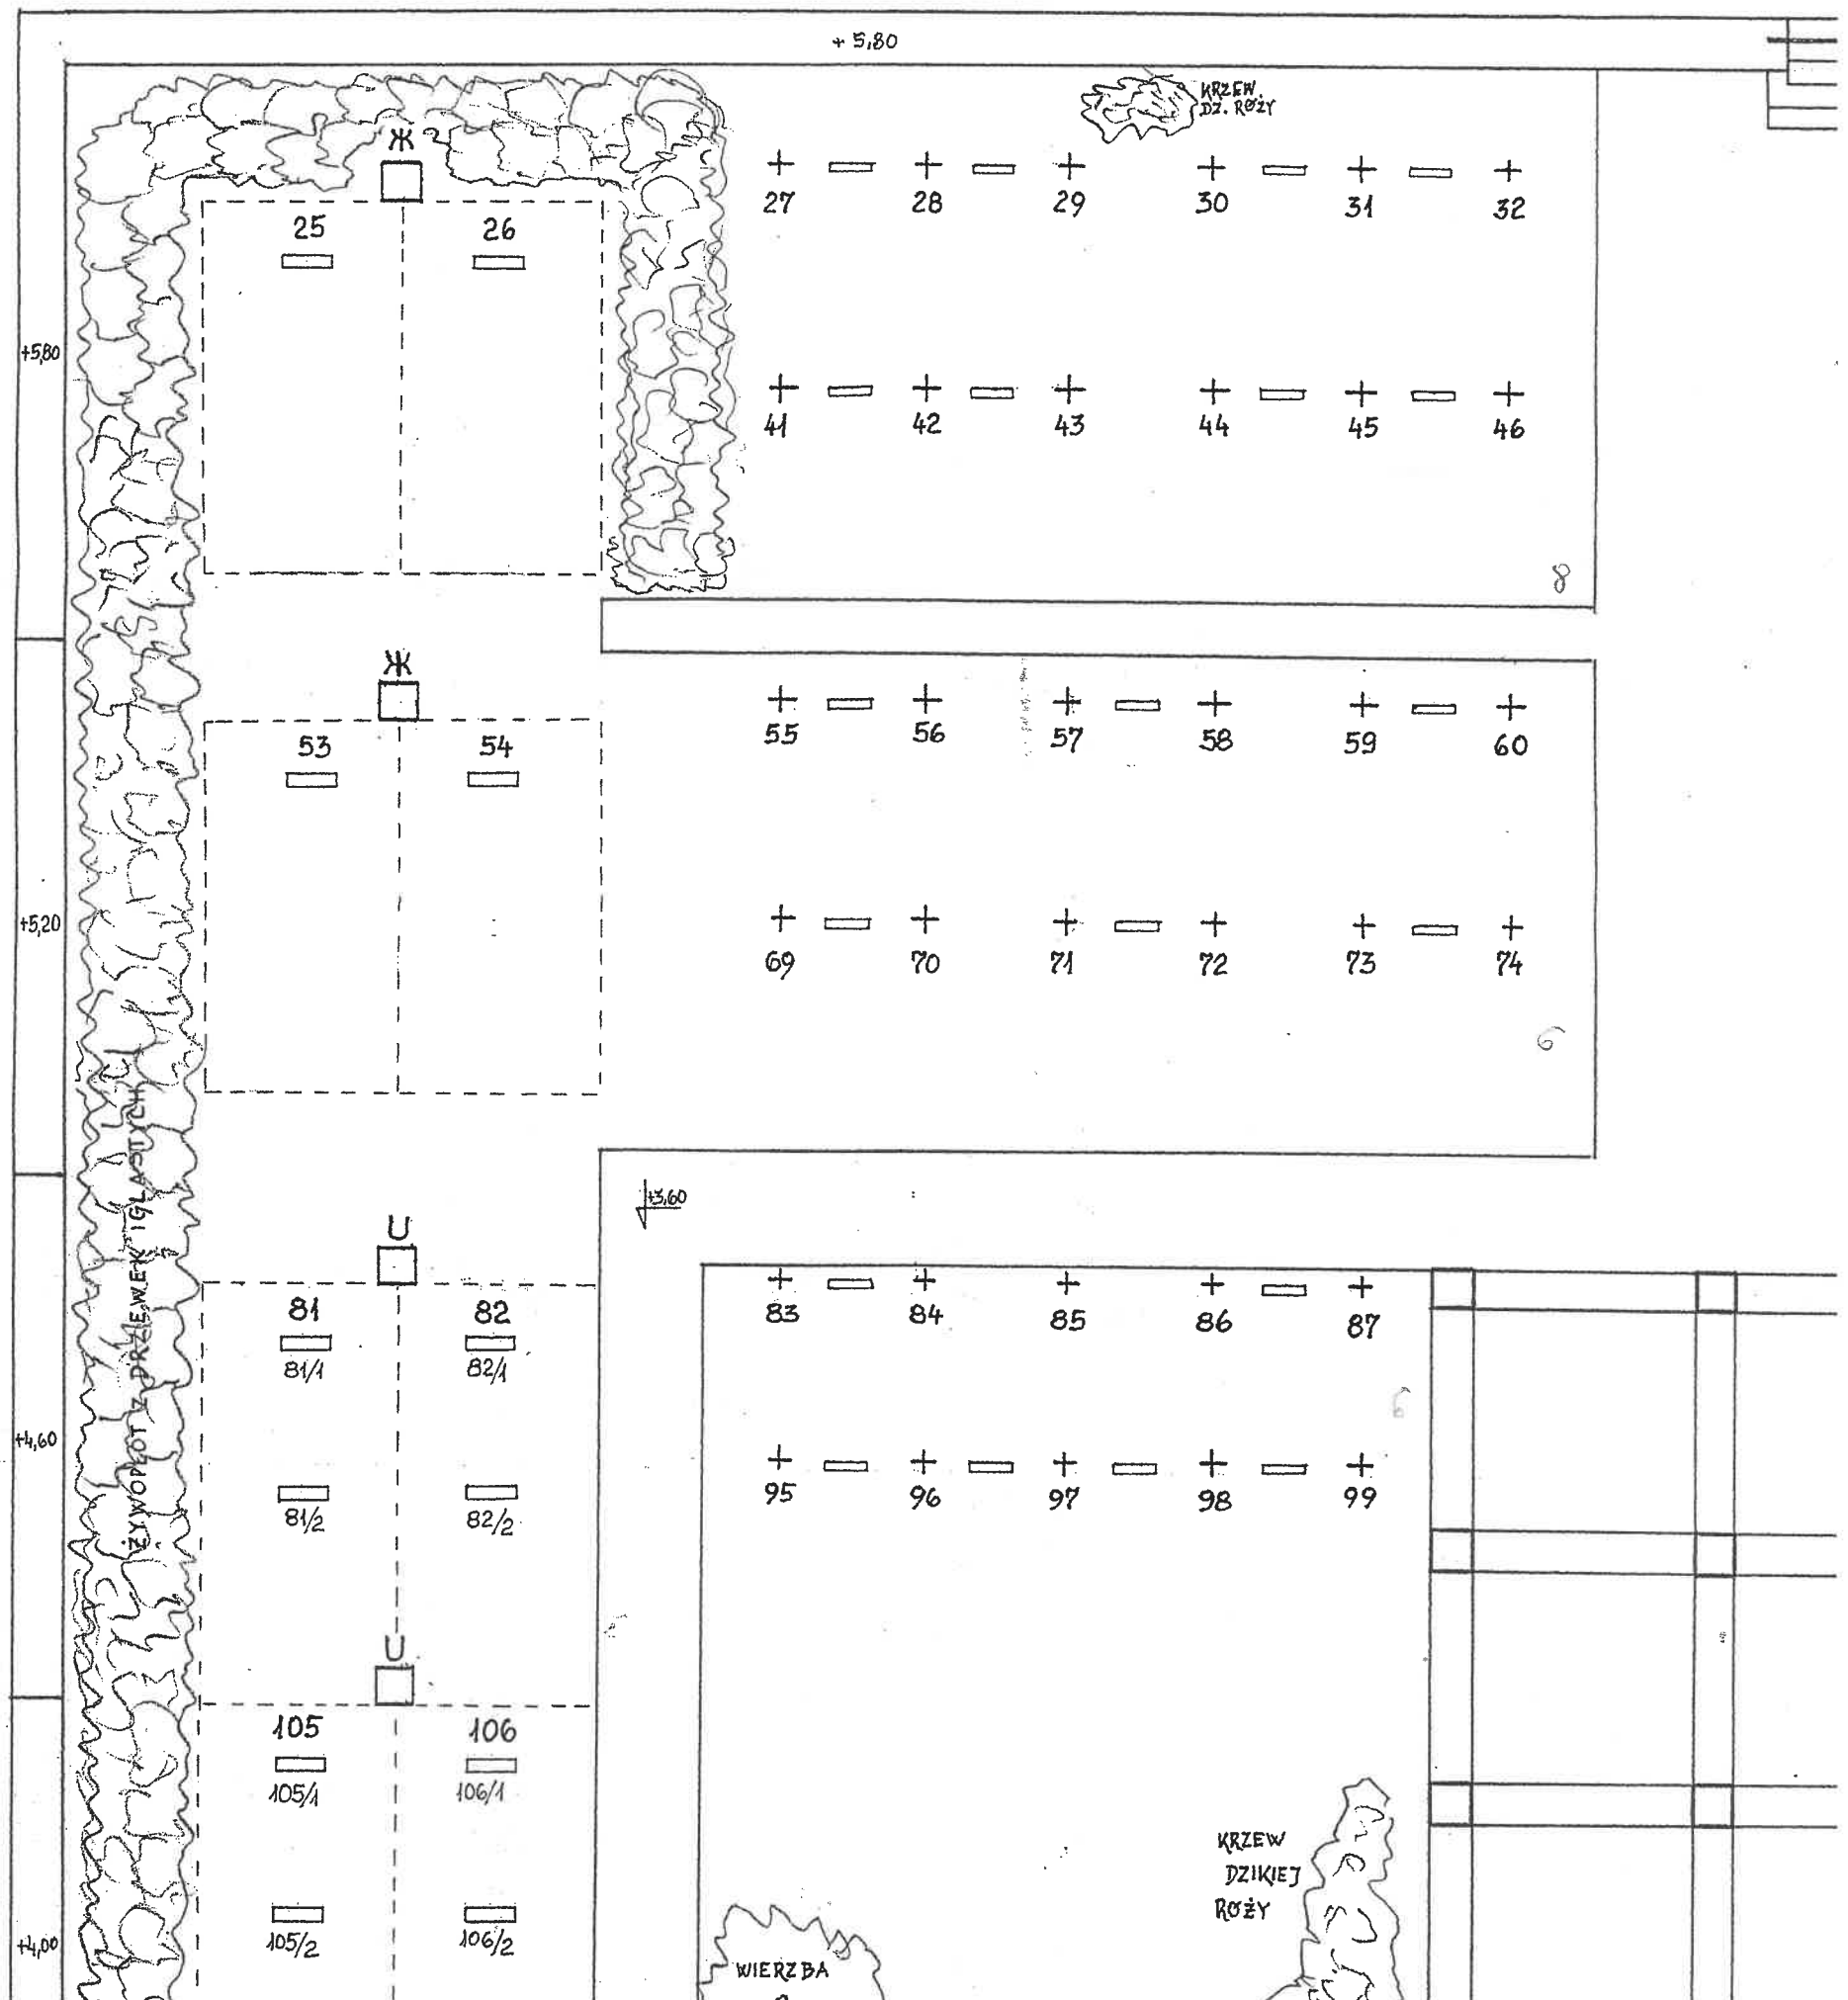 + 5,80
KRZEW
DZ. RÓŻY
Ж
27 28 29 30 31 32
25 26
+5,80
41 42 43 44 45 46
8
Ж
55 56 57 58 59 60
53 54
+5,20
69 70 71 72 73 74
6
ŻYWOPŁOT Z DRZEWEK IGLASTYCH
+3,60
U
81 82
83 84 85 86 87
81/1 82/1
6
+4,60
95 96 97 98 99
81/2 82/2
U
105 106
105/1 106/1
KRZEW
DZIKIEJ
RÓŻY
+4,00
105/2 106/2
WIERZBA